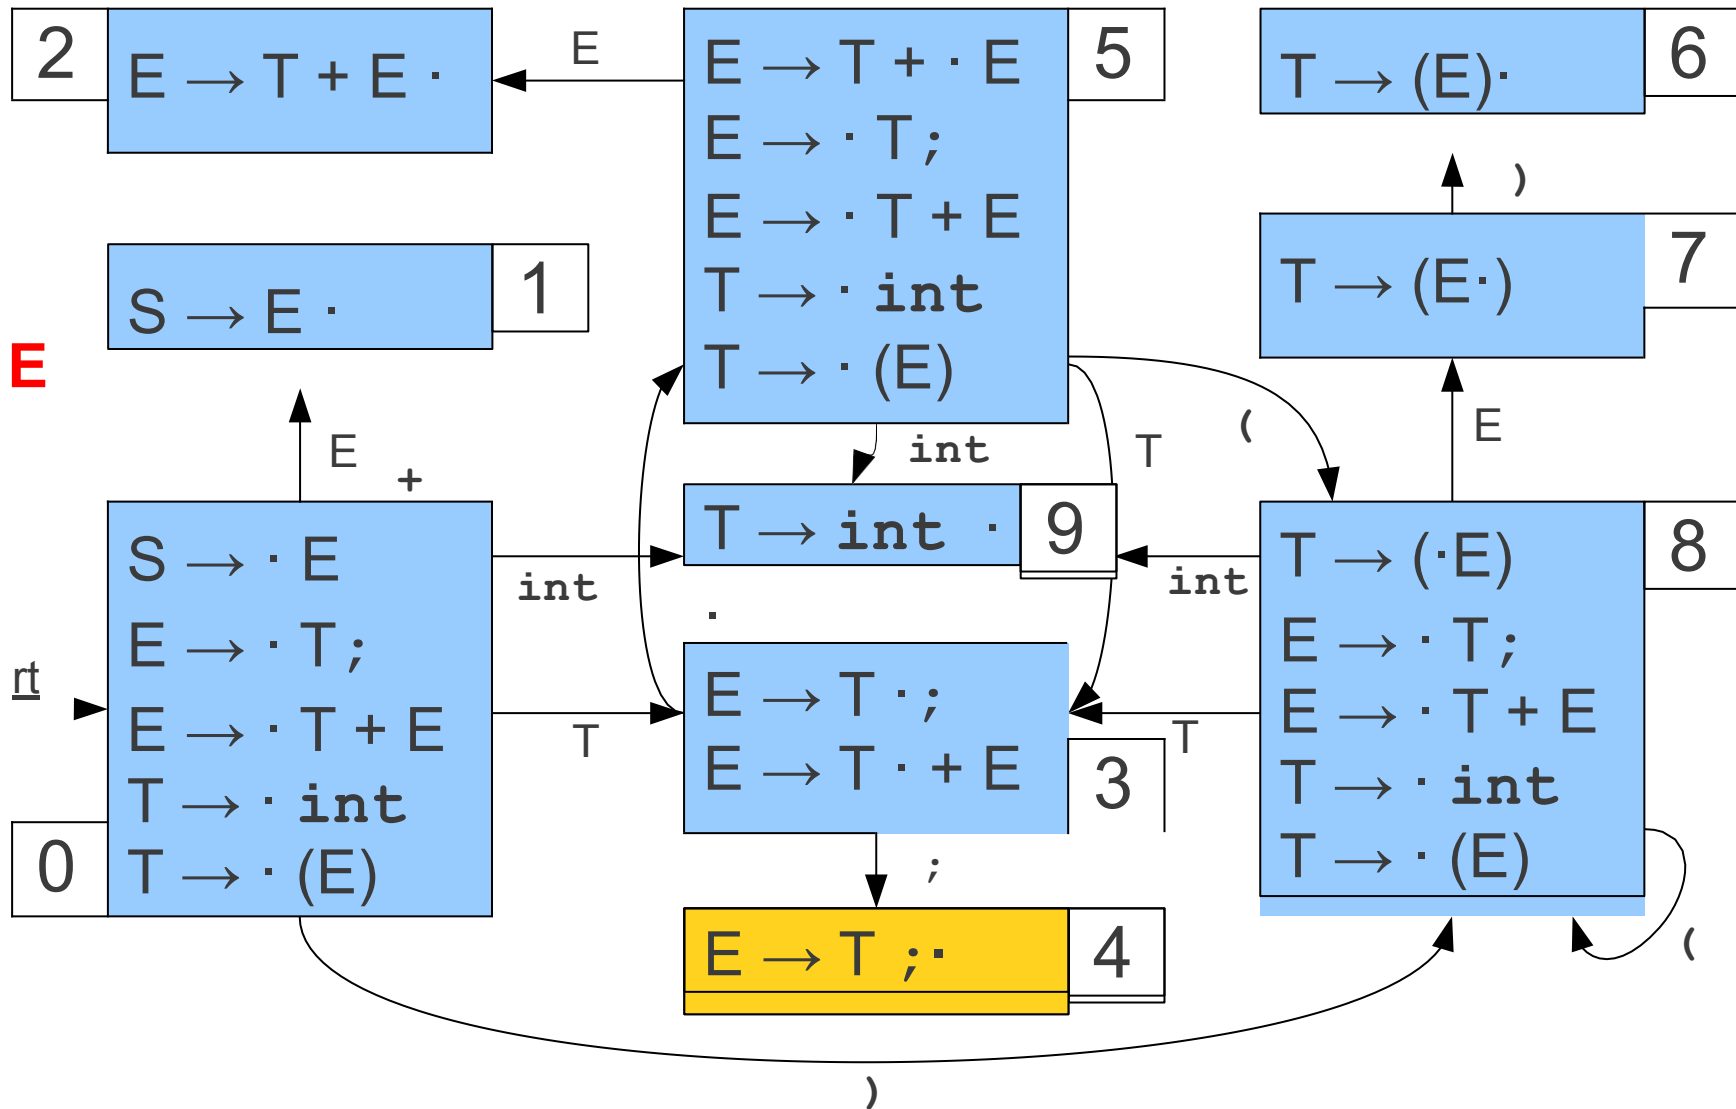 2
E → T + E ·
E
5
E → T + · E
E → · T ;
E → · T + E
T → · int
T → · (E)
6
T → (E)·
)
7
T → (E·)
1
S → E ·
E
E
+
int
T
(
E
0
S → · E
E → · T ;
E → · T + E
T → · int
T → · (E)
rt
int
T
T → int ·
9
·
E → T · ;
E → T · + E
3
;
E → T ;·
4
int
T
8
T → (·E)
E → · T ;
E → · T + E
T → · int
T → · (E)
(
)